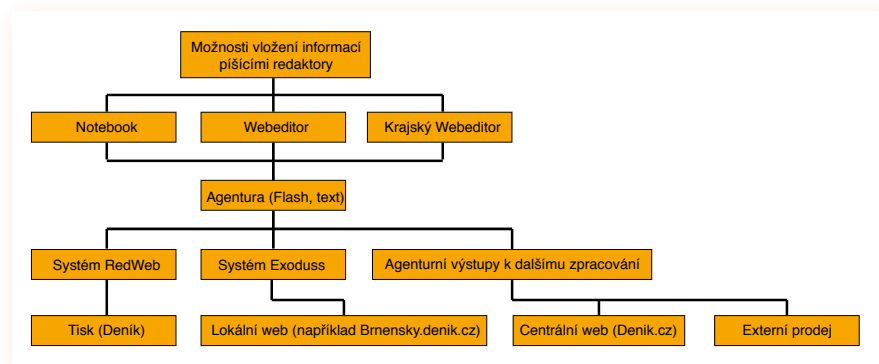 Možnosti vložení informací
píšícími redaktory
Notebook
Webeditor
Krajský Webeditor
Agentura (Flash, text)
Systém RedWeb
Systém Exoduss
Agenturní výstupy k dalšímu zpracování
Tisk (Deník)
Lokální web (například Brnensky.denik.cz)
Centrální web (Denik.cz)
Externí prodej